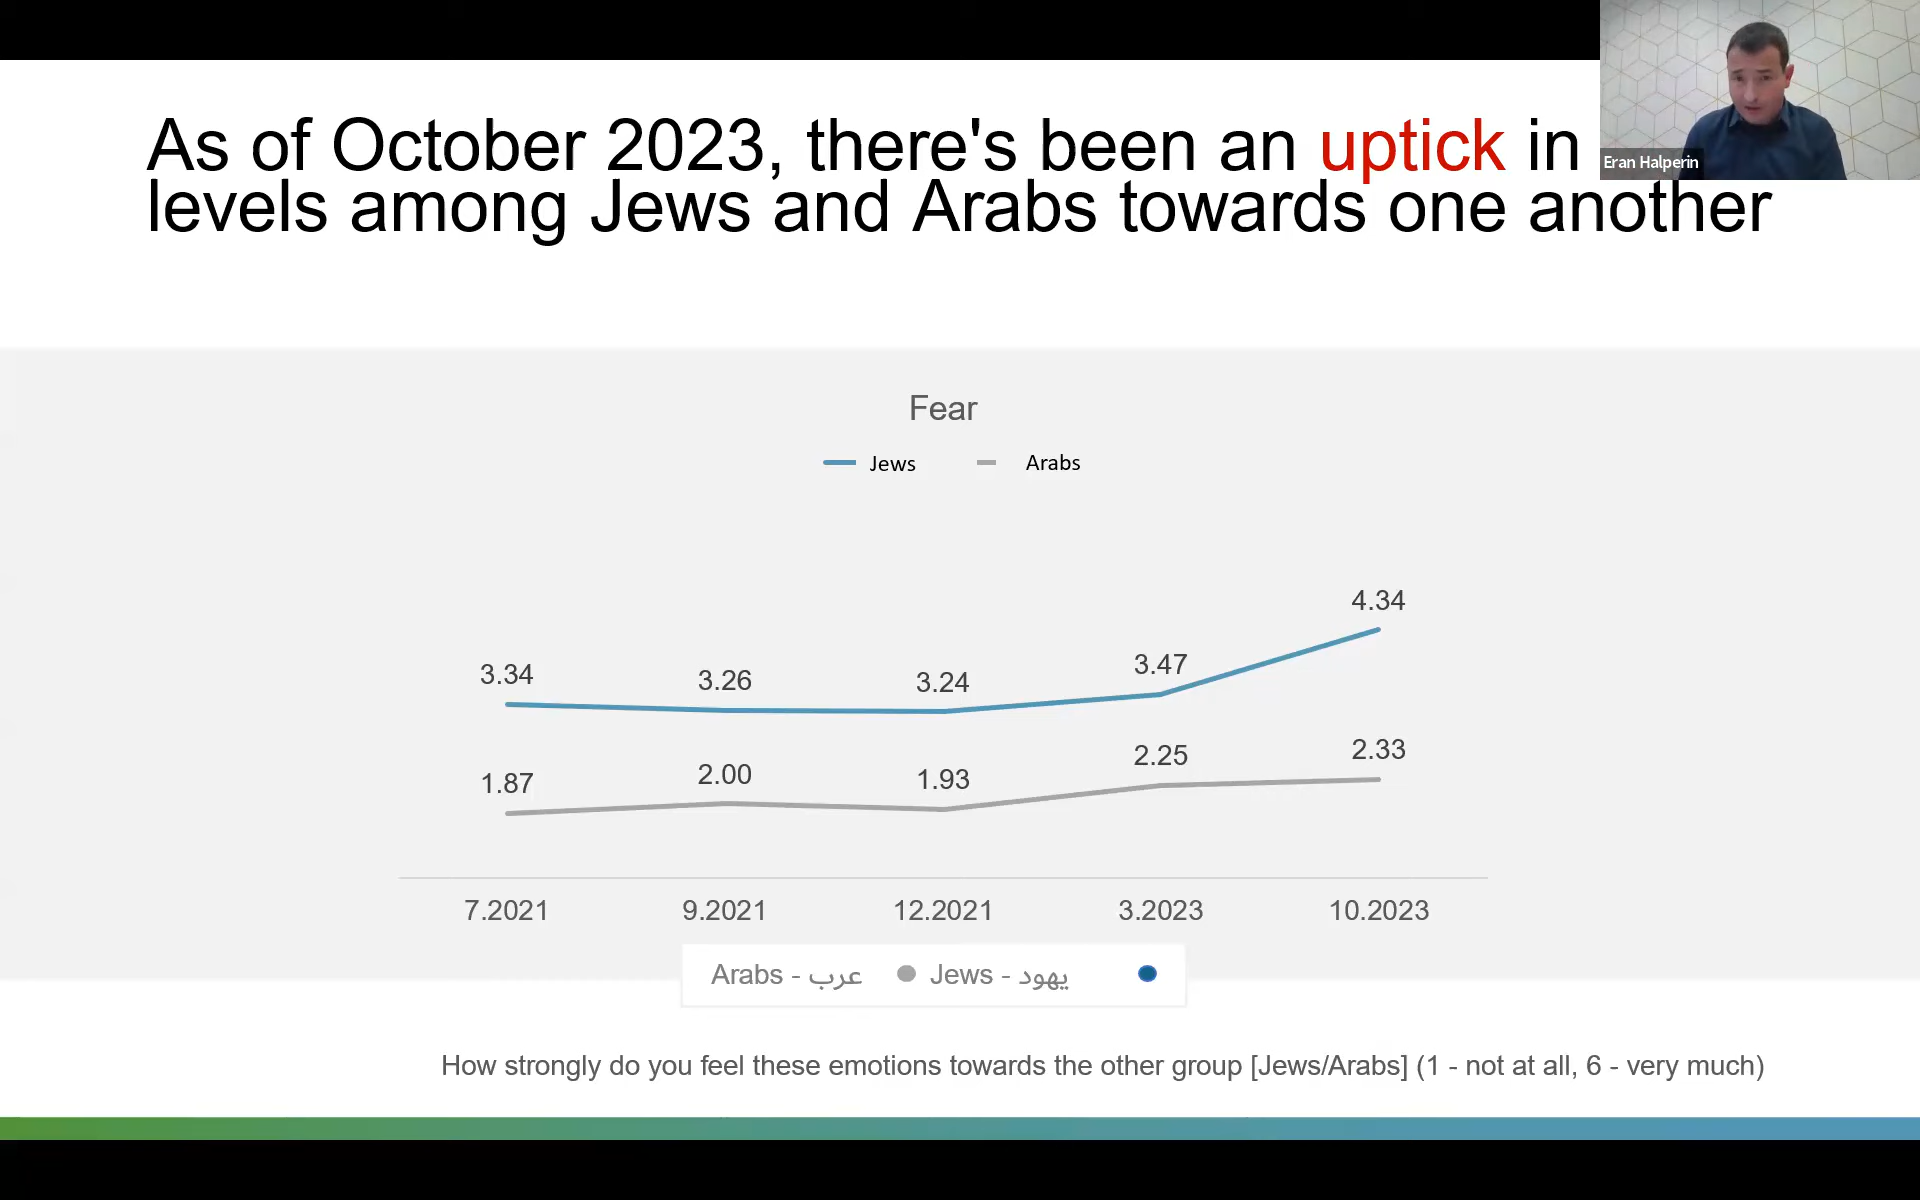 As of October 2023, there's been an uptick in
levels among Jews and Arabs towards one another
Eran Halperin
Fear
Jews Arabs
4.34
3.34 3.26 3.24 3.47
1.87 2.00 1.93 2.25 2.33
7.2021 9.2021 12.2021 3.2023 10.2023
Arabs - عرب Jews - يهود
How strongly do you feel these emotions towards the other group [Jews/Arabs] (1 - not at all, 6 - very much)